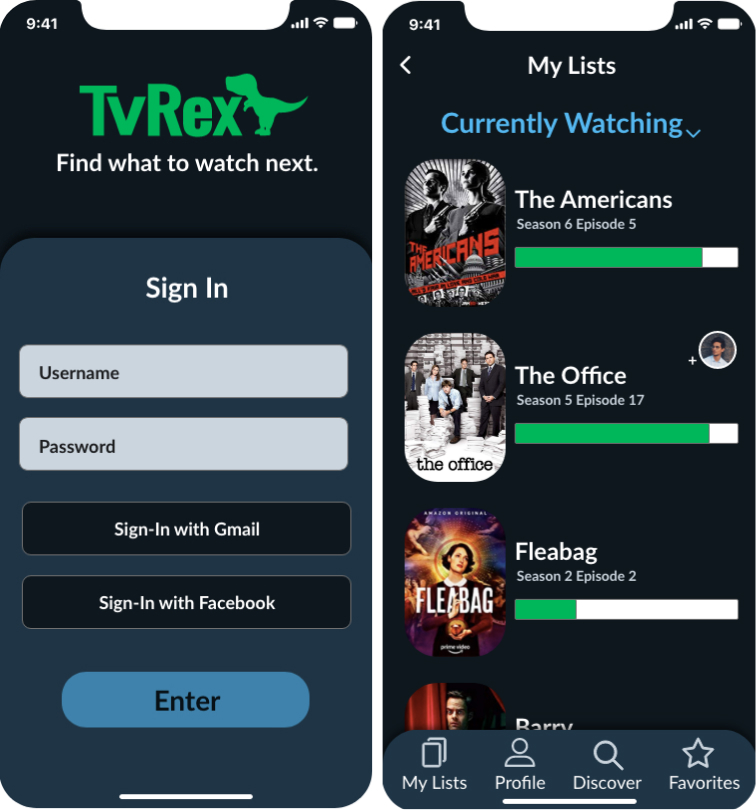 9:41
TvRex
Find what to watch next.
Sign In
Username
Password
Sign-In with Gmail
Sign-In with Facebook
Enter
9:41
My Lists
Currently Watching
THE AMERICANS
The Americans
Season 6 Episode 5
+
the office
The Office
Season 5 Episode 17
AMAZON ORIGINAL
FLEABAG
prime video
Fleabag
Season 2 Episode 2
Barry
My Lists
Profile
Discover
Favorites